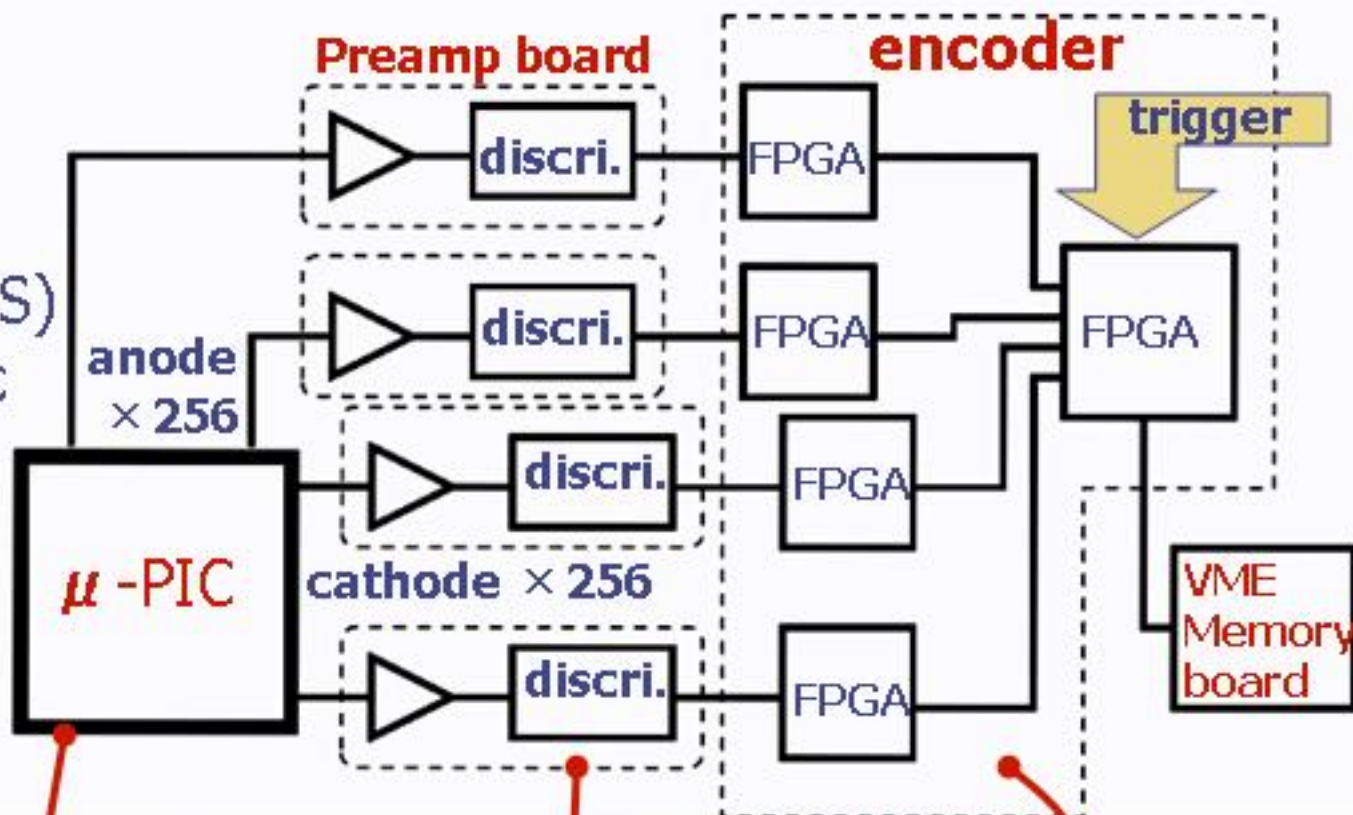 Preamp board
encoder
trigger
discri.
FPGA
S)
anode
× 256
discri.
FPGA
FPGA
discri.
FPGA
μ-PIC
cathode × 256
VME
Memory
board
discri.
FPGA